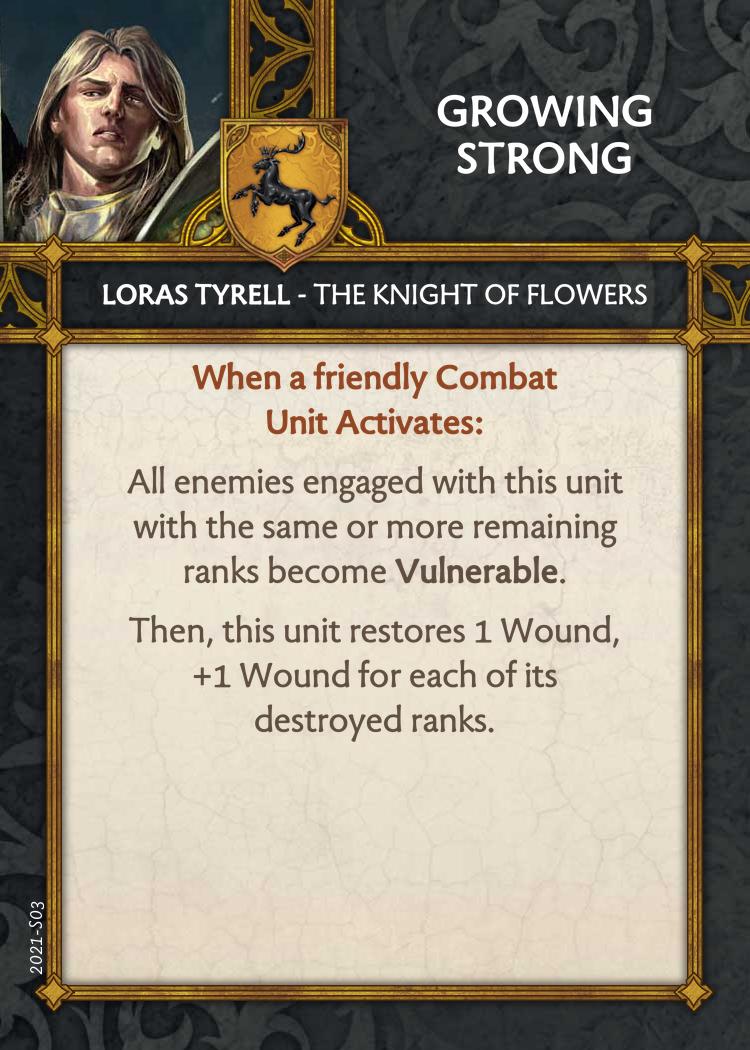 GROWING
STRONG
LORAS TYRELL - THE KNIGHT OF FLOWERS
When a friendly Combat
Unit Activates:
All enemies engaged with this unit
with the same or more remaining
ranks become Vulnerable.
Then, this unit restores 1 Wound,
+1 Wound for each of its
destroyed ranks.
2021-S03